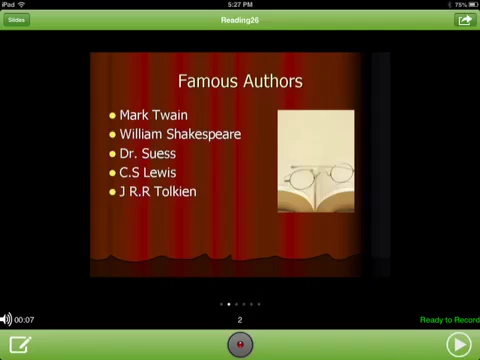 iPad
5:27 PM
75%
Slides
Reading26
Famous Authors
Mark Twain
William Shakespeare
Dr. Suess
C.S Lewis
J R.R Tolkien
00:07
2
Ready to Record